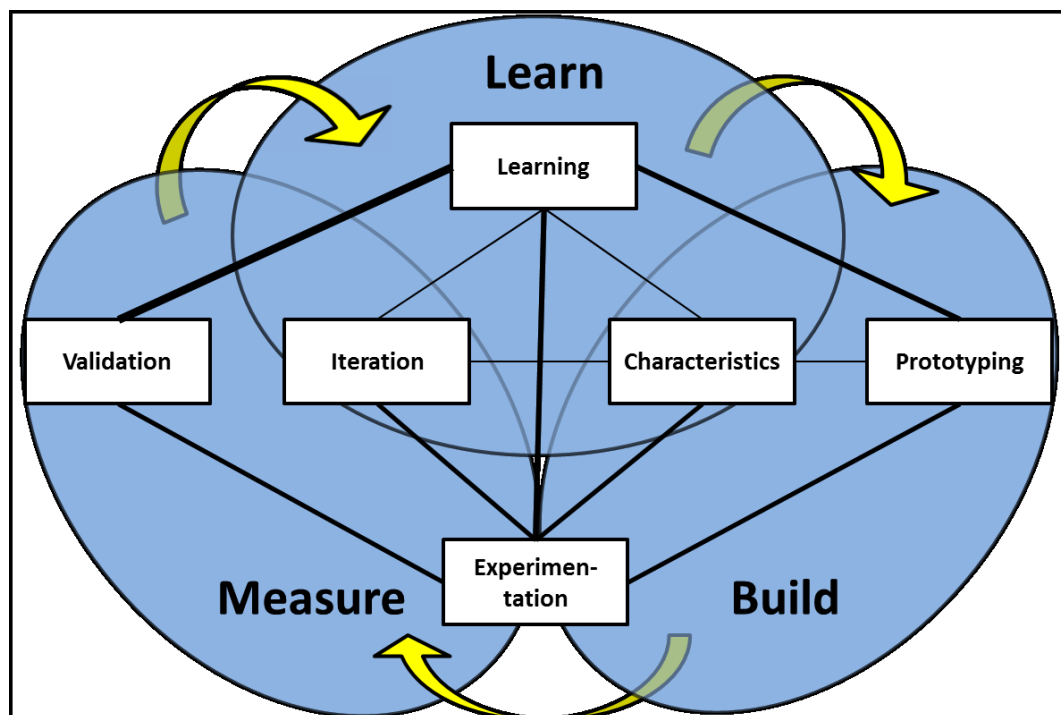 Learn
Learning
Validation
Iteration
Characteristics
Prototyping
Experimen-
tation
Measure
Build